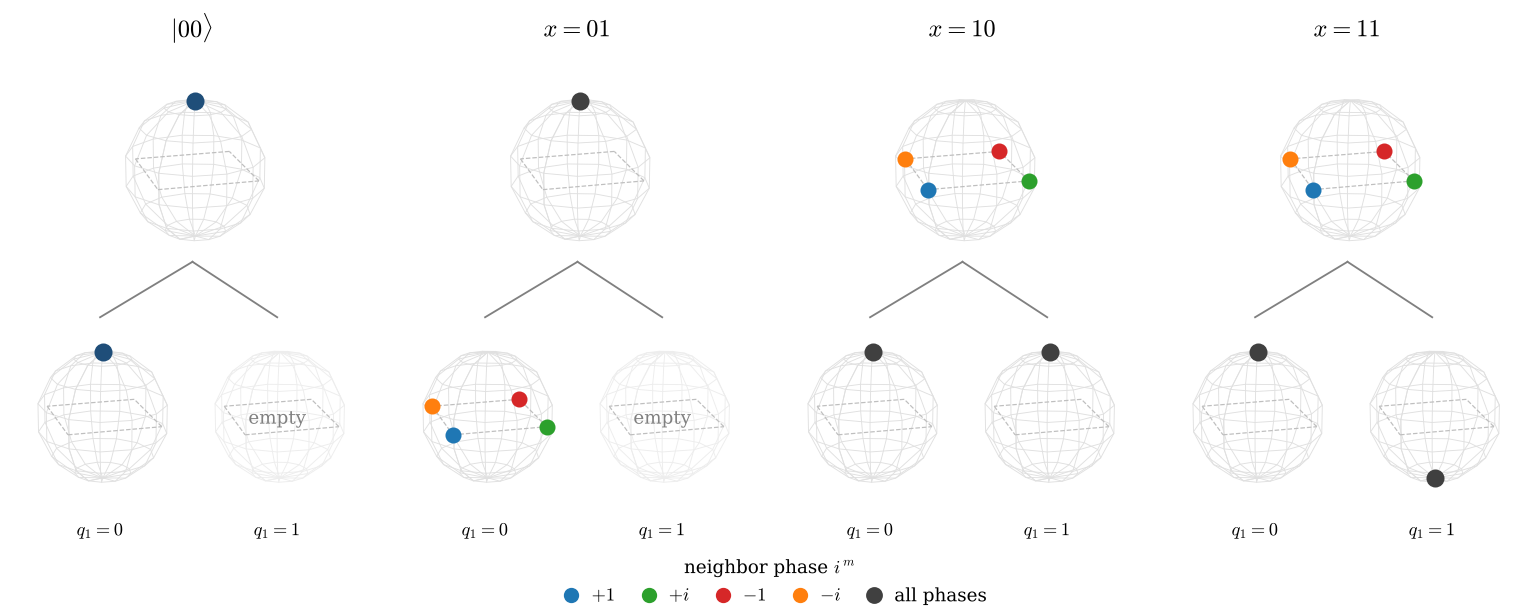 |00⟩ x = 01 x = 10 x = 11
empty empty
q₁ = 0 q₁ = 1 q₁ = 0 q₁ = 1 q₁ = 0 q₁ = 1 q₁ = 0 q₁ = 1
neighbor phase iᵐ
+1 +i −1 −i all phases